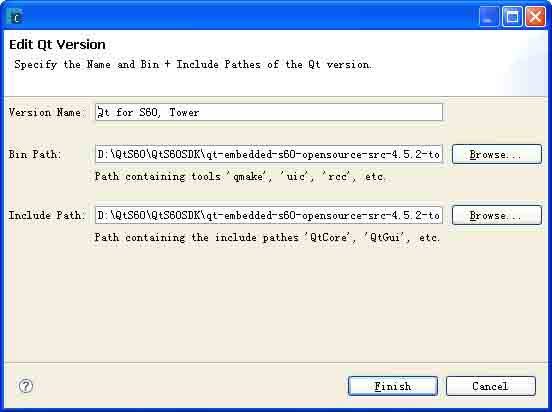 Edit Qt Version
Specify the Name and Bin + Include Pathes of the Qt version.
Version Name: Qt for S60, Tower
Bin Path: D:\QtS60\QtS60SDK\qt-embedded-s60-opensource-src-4.5.2-to Browse...
Path containing tools 'qmake', 'uic', 'rcc', etc.
Include Path: D:\QtS60\QtS60SDK\qt-embedded-s60-opensource-src-4.5.2-to Browse...
Path containing the include pathes 'QtCore', 'QtGui', etc.
? Finish Cancel